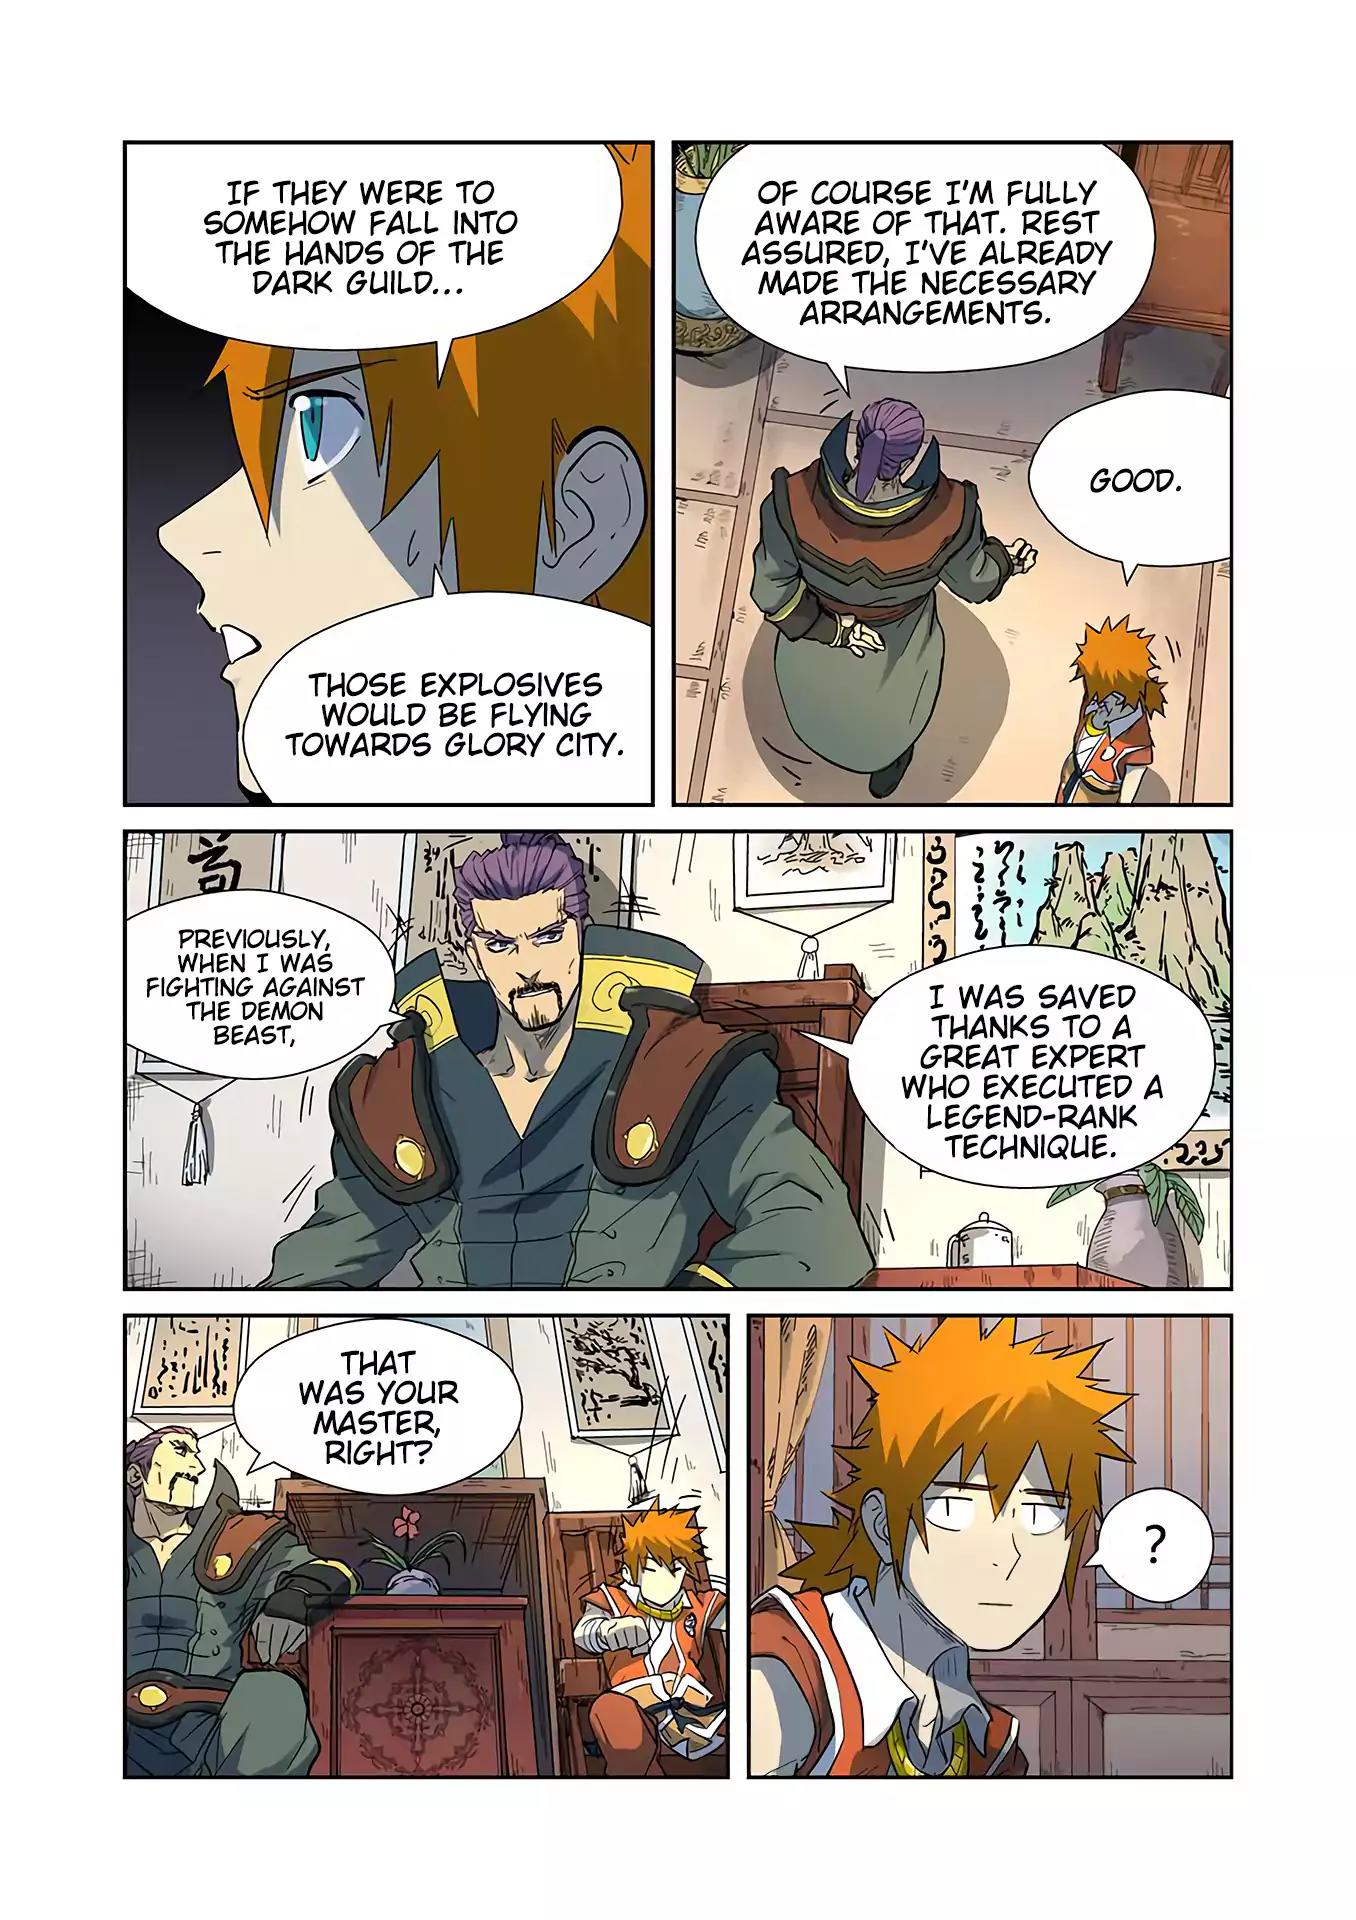 IF THEY WERE TO
SOMEHOW FALL INTO
THE HANDS OF THE
DARK GUILD...
THOSE EXPLOSIVES
WOULD BE FLYING
TOWARDS GLORY CITY.
OF COURSE I'M FULLY
AWARE OF THAT. REST
ASSURED, I'VE ALREADY
MADE THE NECESSARY
ARRANGEMENTS.
GOOD.
PREVIOUSLY,
WHEN I WAS
FIGHTING AGAINST
THE DEMON
BEAST,
I WAS SAVED
THANKS TO A
GREAT EXPERT
WHO EXECUTED A
LEGEND-RANK
TECHNIQUE.
THAT
WAS YOUR
MASTER,
RIGHT?
?